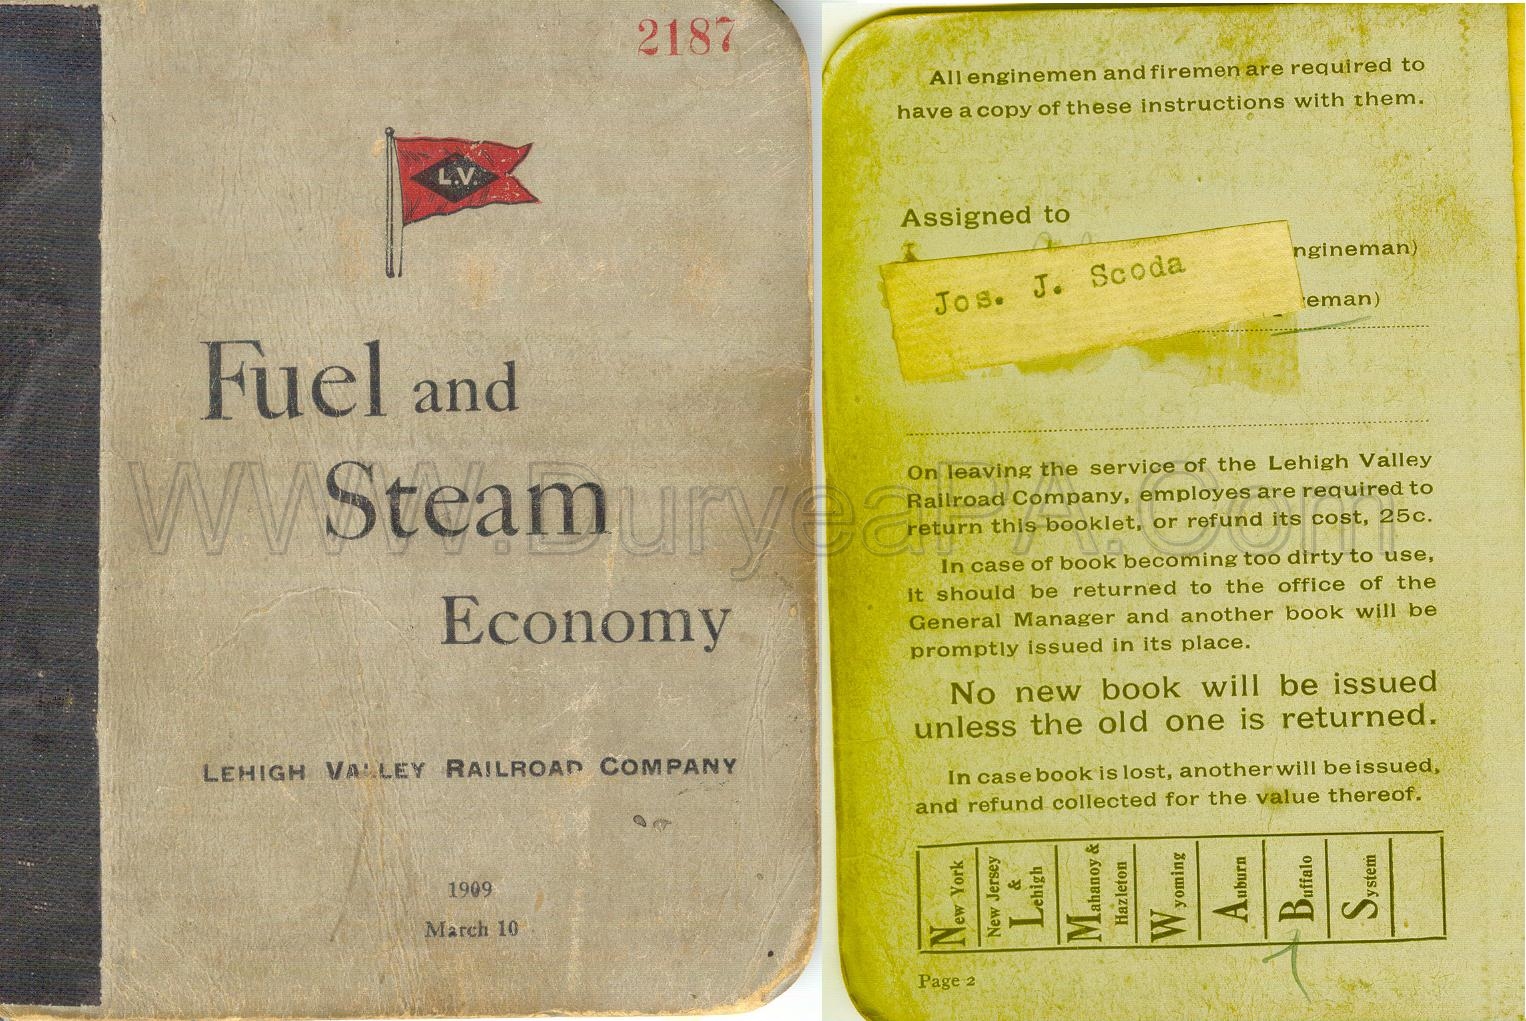 2187
L.V.
Fuel and
Steam
Economy
LEHIGH VALLEY RAILROAD COMPANY
1909
March 10
All enginemen and firemen are required to
have a copy of these instructions with them.
Assigned to
ngineman)
eman)
Jos. J. Scoda
On leaving the service of the Lehigh Valley
Railroad Company, employes are required to
return this booklet, or refund its cost, 25c.
In case of book becoming too dirty to use,
it should be returned to the office of the
General Manager and another book will be
promptly issued in its place.
No new book will be issued
unless the old one is returned.
In case book is lost, another will be issued,
and refund collected for the value thereof.
New York
New Jersey
&
Lehigh
Mahanoy &
Hazleton
Wyoming
Auburn
Buffalo
System
Page 2
WWW.DuryeaPA.Com